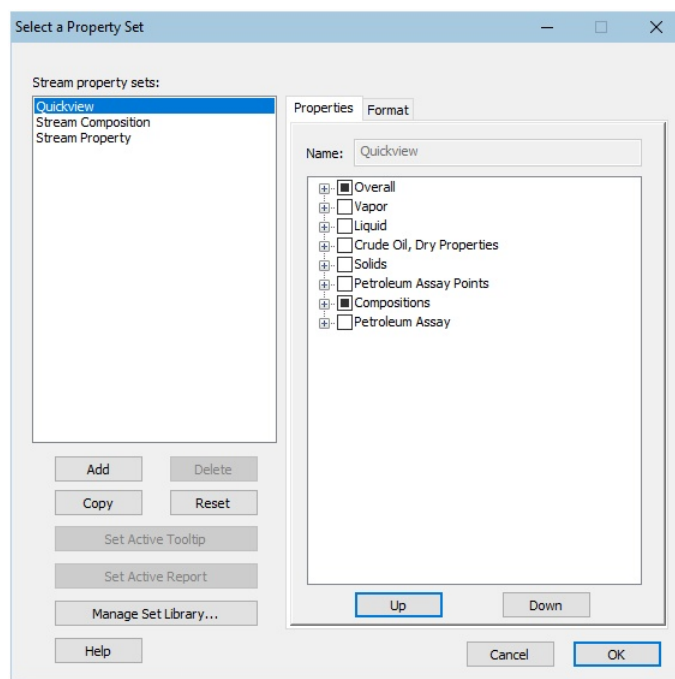 Select a Property Set
Stream property sets:
Quickview
Stream Composition
Stream Property
Add
Delete
Copy
Reset
Set Active Tooltip
Set Active Report
Manage Set Library...
Help
Properties
Format
Name: Quickview
Overall
Vapor
Liquid
Crude Oil, Dry Properties
Solids
Petroleum Assay Points
Compositions
Petroleum Assay
Up
Down
Cancel
OK